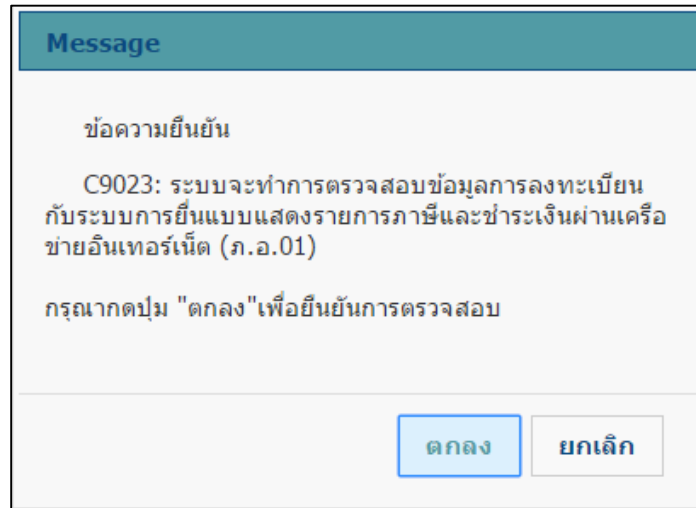 Message
ข้อความยืนยัน
C9023: ระบบจะทำการตรวจสอบข้อมูลการลงทะเบียน
กับระบบการยื่นแบบแสดงรายการภาษีและชำระเงินผ่านเครือ
ข่ายอินเทอร์เน็ต (ภ.อ.01)
กรุณากดปุ่ม "ตกลง"เพื่อยืนยันการตรวจสอบ
ตกลง
ยกเลิก